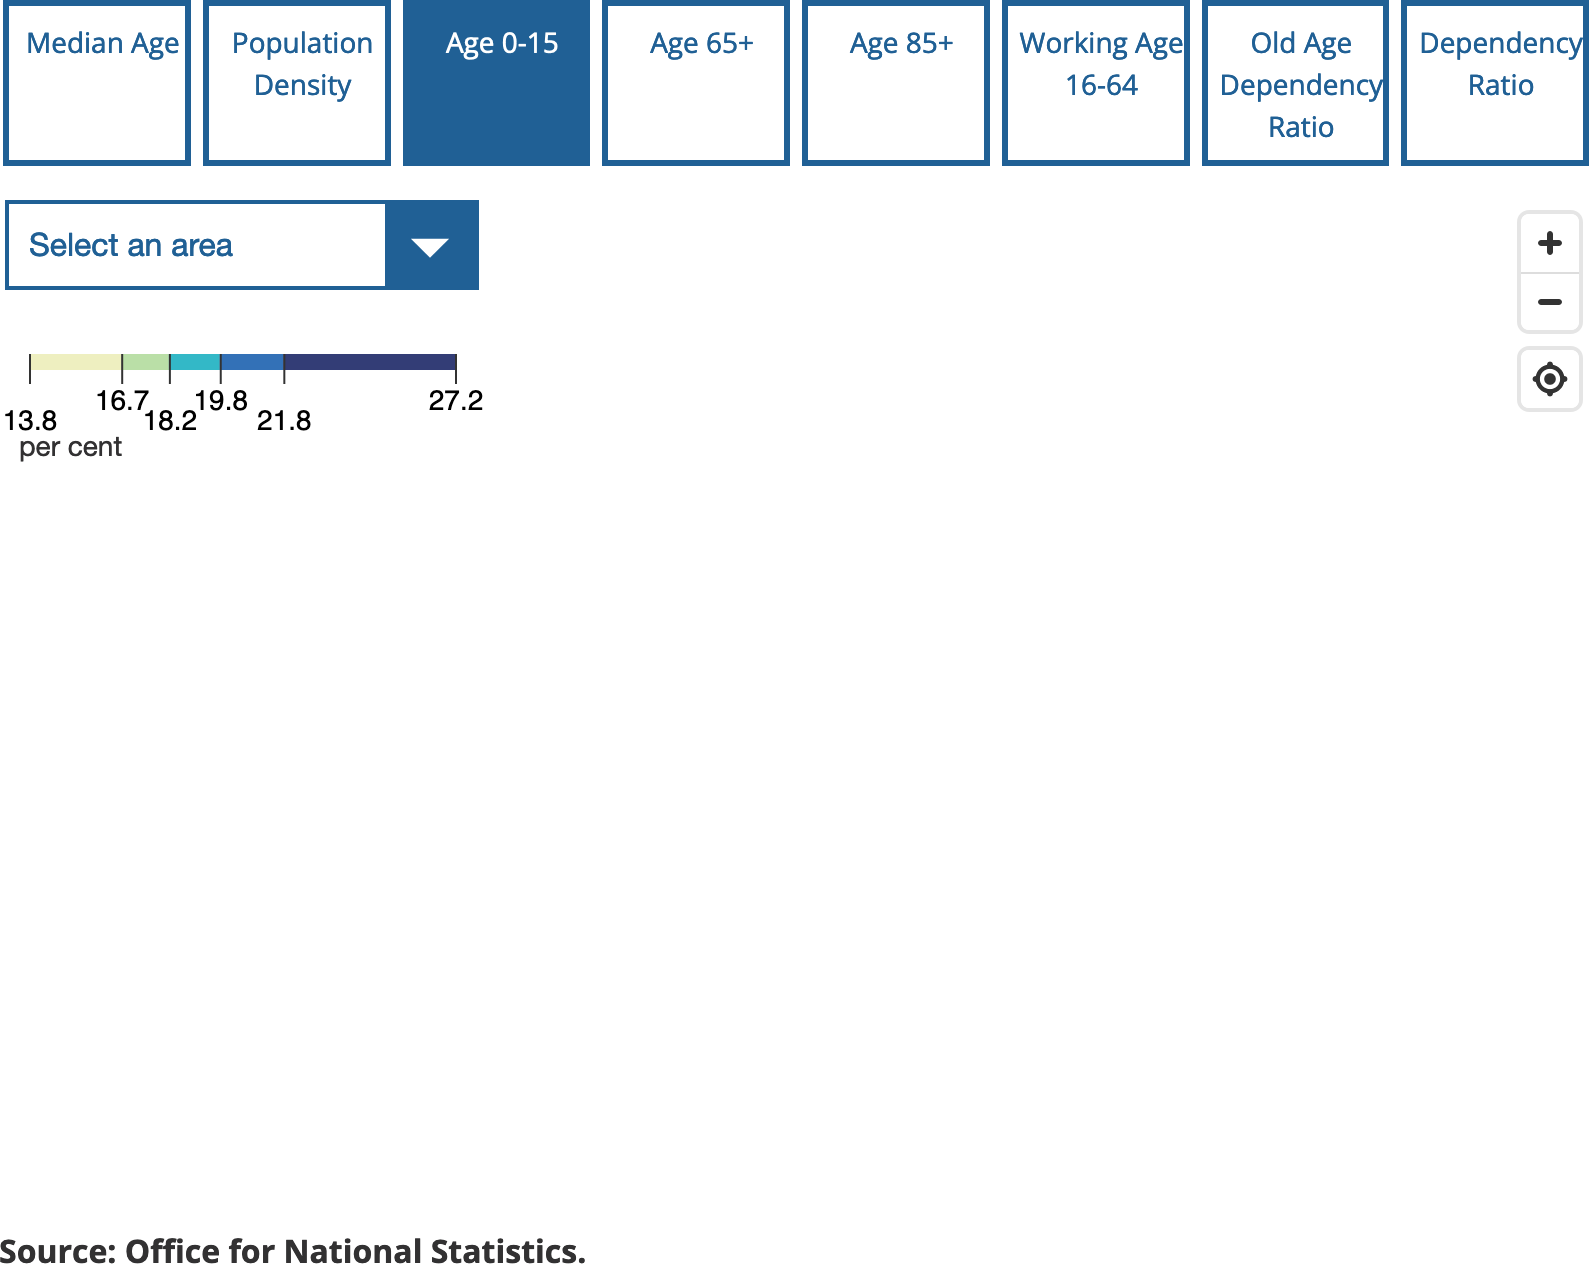 Median Age
Population
Density
Age 0-15
Age 65+
Age 85+
Working Age
16-64
Old Age
Dependency
Ratio
Dependency
Ratio
Select an area
13.8
16.7
18.2
19.8
21.8
27.2
per cent
Source: Office for National Statistics.